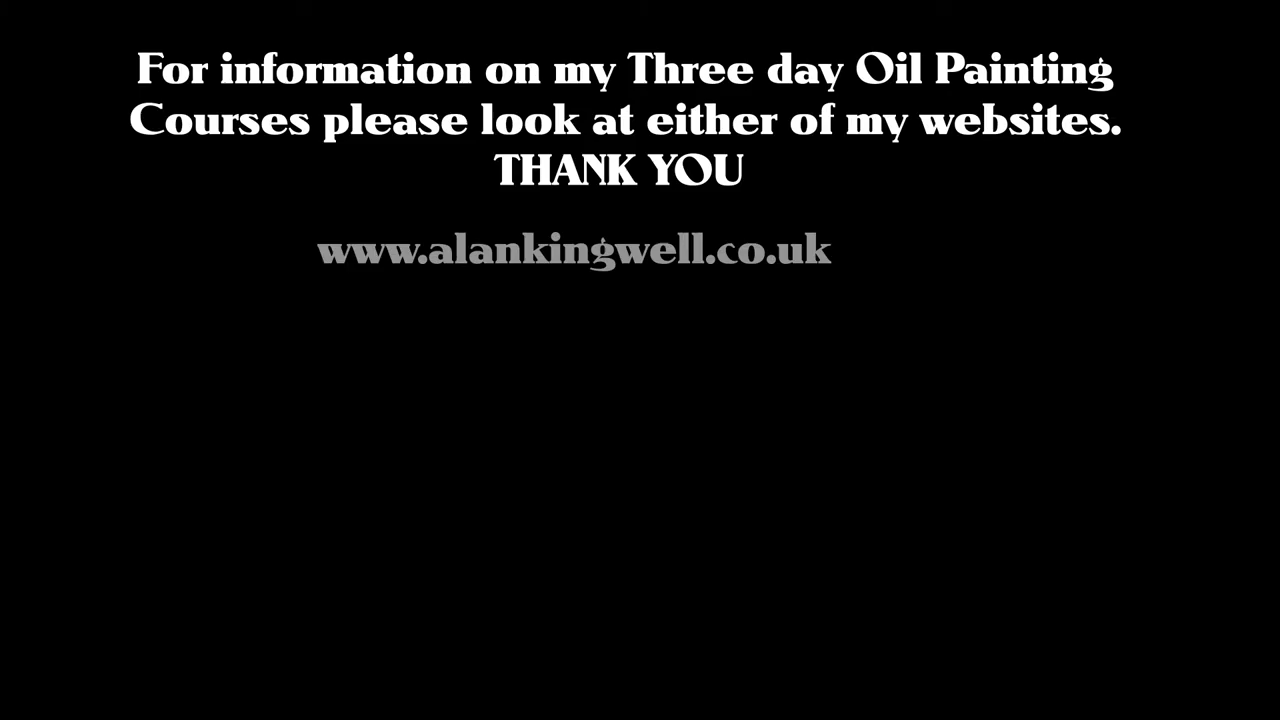 For information on my Three day Oil Painting
Courses please look at either of my websites.
THANK YOU
www.alankingwell.co.uk